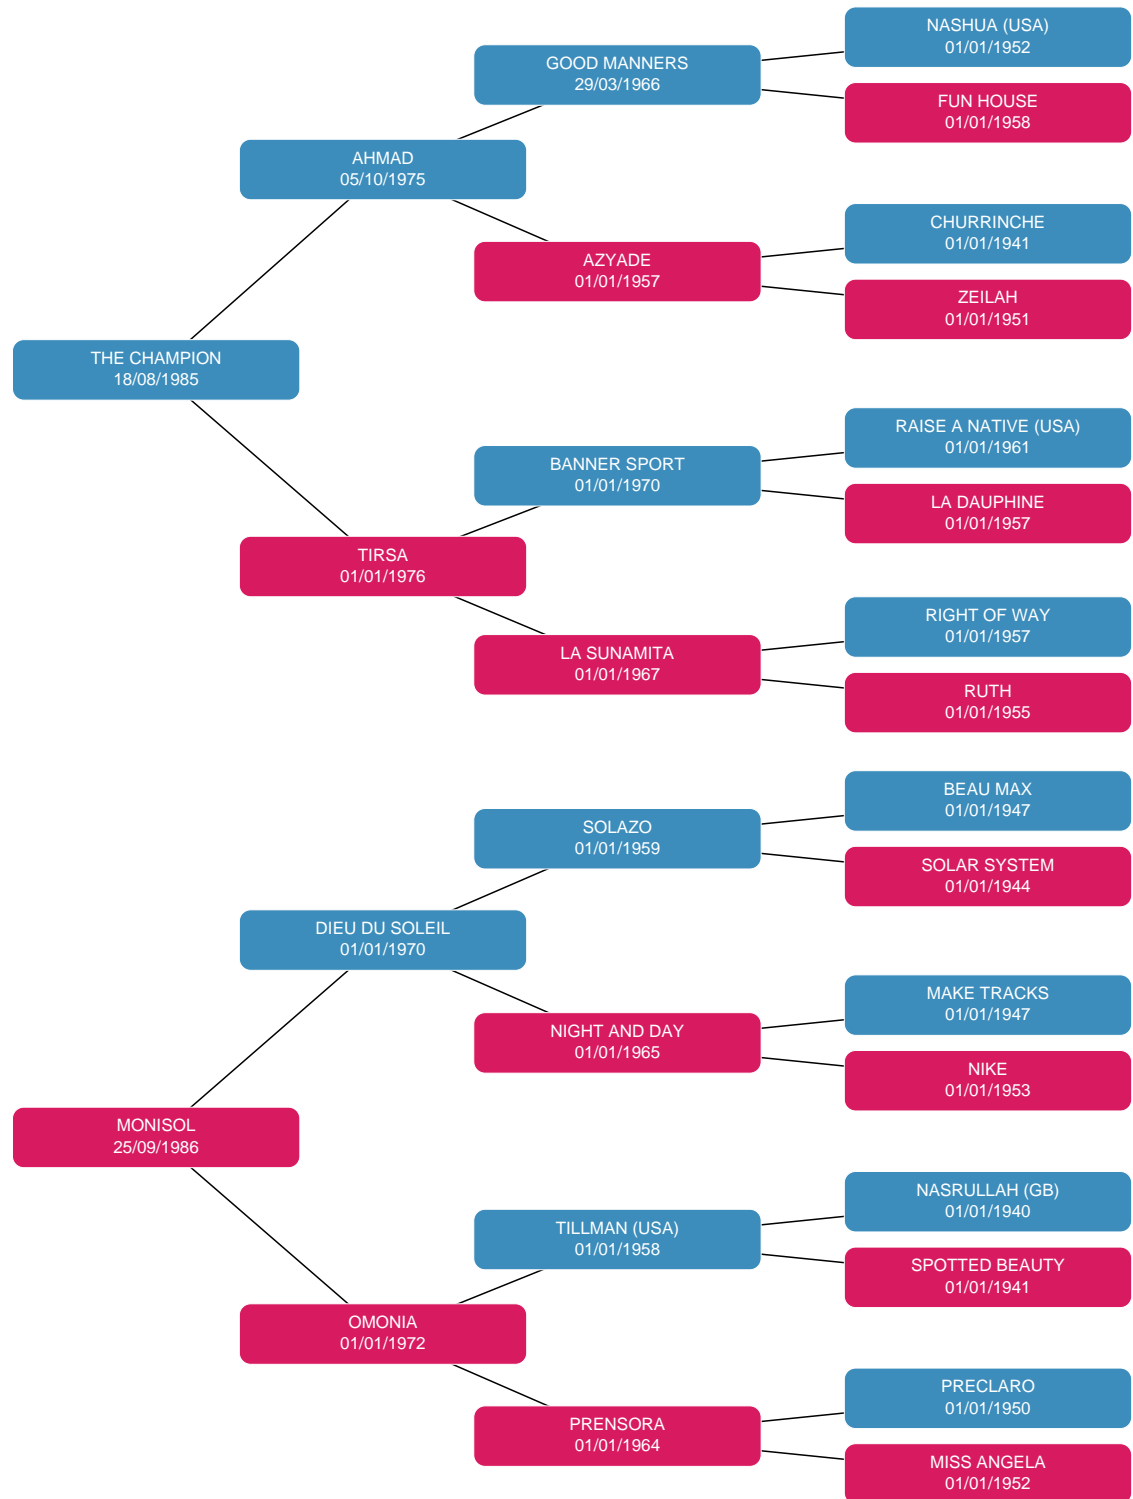 NASHUA (USA)
01/01/1952
GOOD MANNERS
29/03/1966
FUN HOUSE
01/01/1958
AHMAD
05/10/1975
CHURRINCHE
01/01/1941
AZYADE
01/01/1957
ZEILAH
01/01/1951
THE CHAMPION
18/08/1985
RAISE A NATIVE (USA)
01/01/1961
BANNER SPORT
01/01/1970
LA DAUPHINE
01/01/1957
TIRSA
01/01/1976
RIGHT OF WAY
01/01/1957
LA SUNAMITA
01/01/1967
RUTH
01/01/1955
BEAU MAX
01/01/1947
SOLAZO
01/01/1959
SOLAR SYSTEM
01/01/1944
DIEU DU SOLEIL
01/01/1970
MAKE TRACKS
01/01/1947
NIGHT AND DAY
01/01/1965
NIKE
01/01/1953
MONISOL
25/09/1986
NASRULLAH (GB)
01/01/1940
TILLMAN (USA)
01/01/1958
SPOTTED BEAUTY
01/01/1941
OMONIA
01/01/1972
PRECLARO
01/01/1950
PRENSORA
01/01/1964
MISS ANGELA
01/01/1952